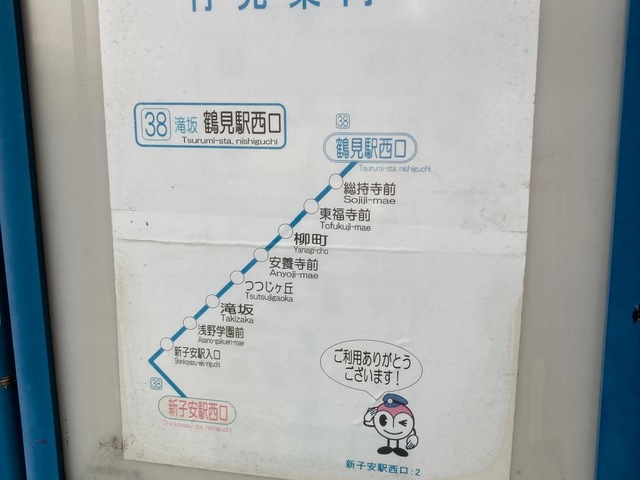 38 滝坂 鶴見駅西口
Tsurumi-sta. nishiguchi
38
鶴見駅西口
Tsurumi-sta. nishiguchi
総持寺前
Sojiji-mae
東福寺前
Tofukuji-mae
柳町
Yanagi-cho
安養寺前
Anyoji-mae
つつじヶ丘
Tsutsujigaoka
滝坂
Takizaka
浅野学園前
Asano-gakuen-mae
新子安駅入口
Shinkoyasu-eki-iriguchi
38
新子安駅西口
Shinkoyasu-sta. nishiguchi
ご利用ありがとう
ございます!
新子安駅西口:2